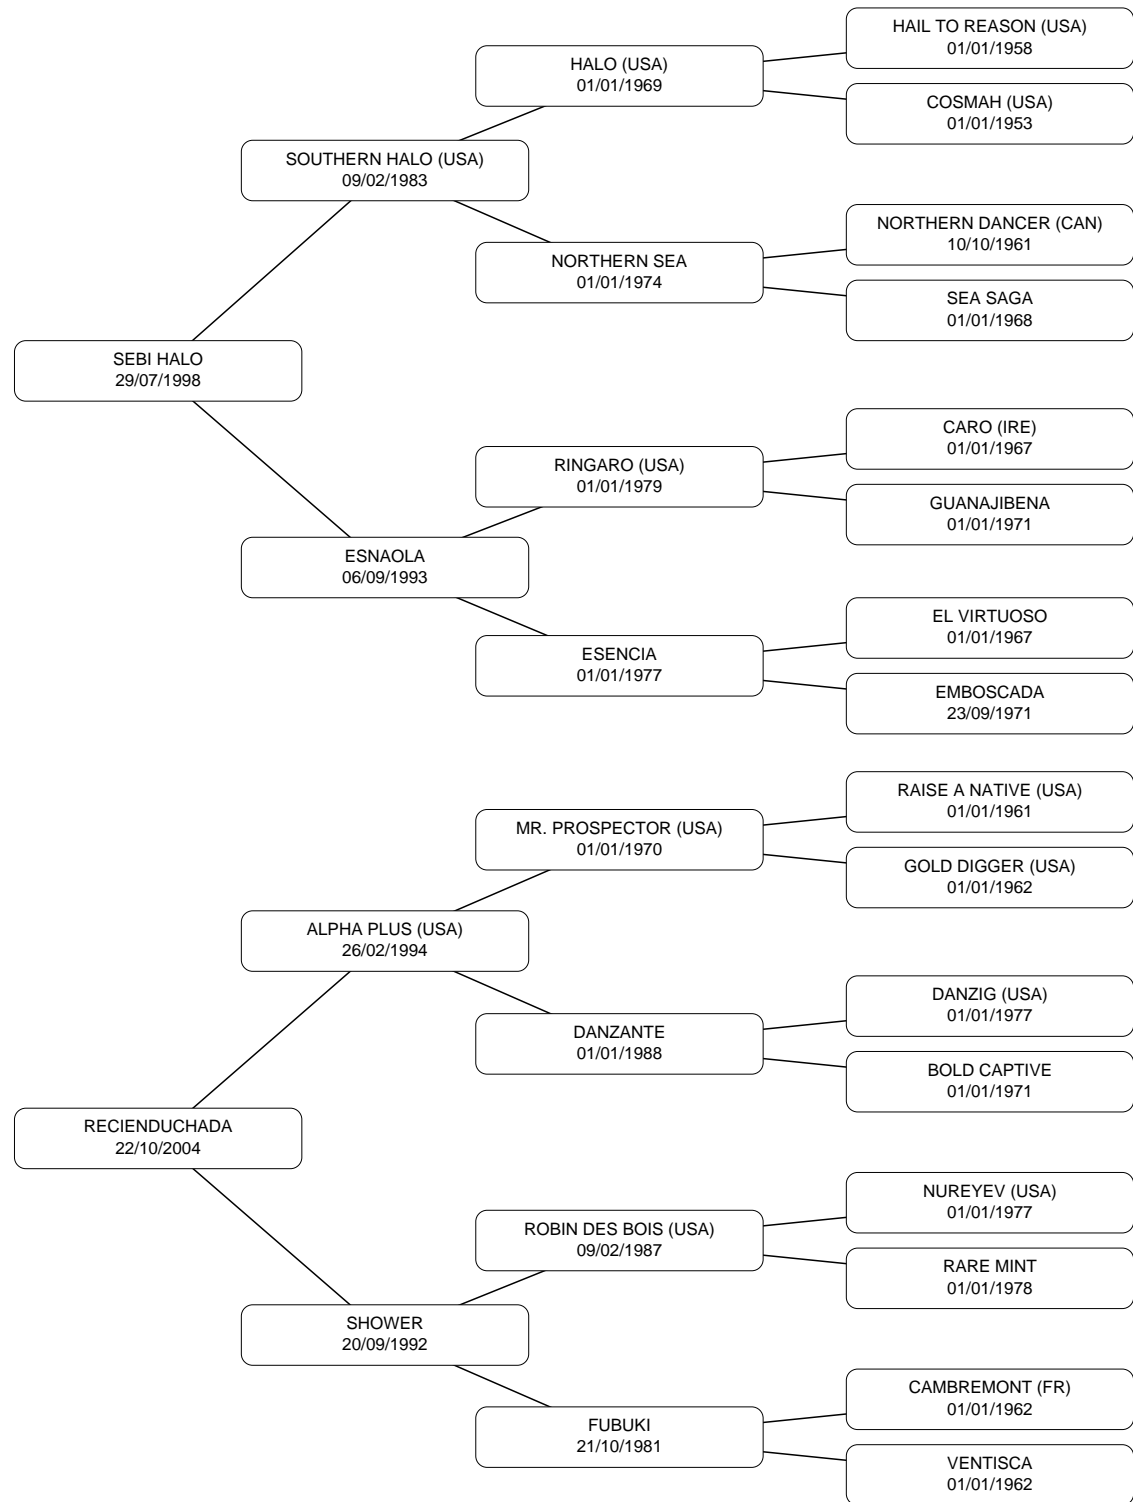 HAIL TO REASON (USA)
01/01/1958
HALO (USA)
01/01/1969
COSMAH (USA)
01/01/1953
SOUTHERN HALO (USA)
09/02/1983
NORTHERN DANCER (CAN)
10/10/1961
NORTHERN SEA
01/01/1974
SEA SAGA
01/01/1968
SEBI HALO
29/07/1998
CARO (IRE)
01/01/1967
RINGARO (USA)
01/01/1979
GUANAJIBENA
01/01/1971
ESNAOLA
06/09/1993
EL VIRTUOSO
01/01/1967
ESENCIA
01/01/1977
EMBOSCADA
23/09/1971
RAISE A NATIVE (USA)
01/01/1961
MR. PROSPECTOR (USA)
01/01/1970
GOLD DIGGER (USA)
01/01/1962
ALPHA PLUS (USA)
26/02/1994
DANZIG (USA)
01/01/1977
DANZANTE
01/01/1988
BOLD CAPTIVE
01/01/1971
RECIENDUCHADA
22/10/2004
NUREYEV (USA)
01/01/1977
ROBIN DES BOIS (USA)
09/02/1987
RARE MINT
01/01/1978
SHOWER
20/09/1992
CAMBREMONT (FR)
01/01/1962
FUBUKI
21/10/1981
VENTISCA
01/01/1962